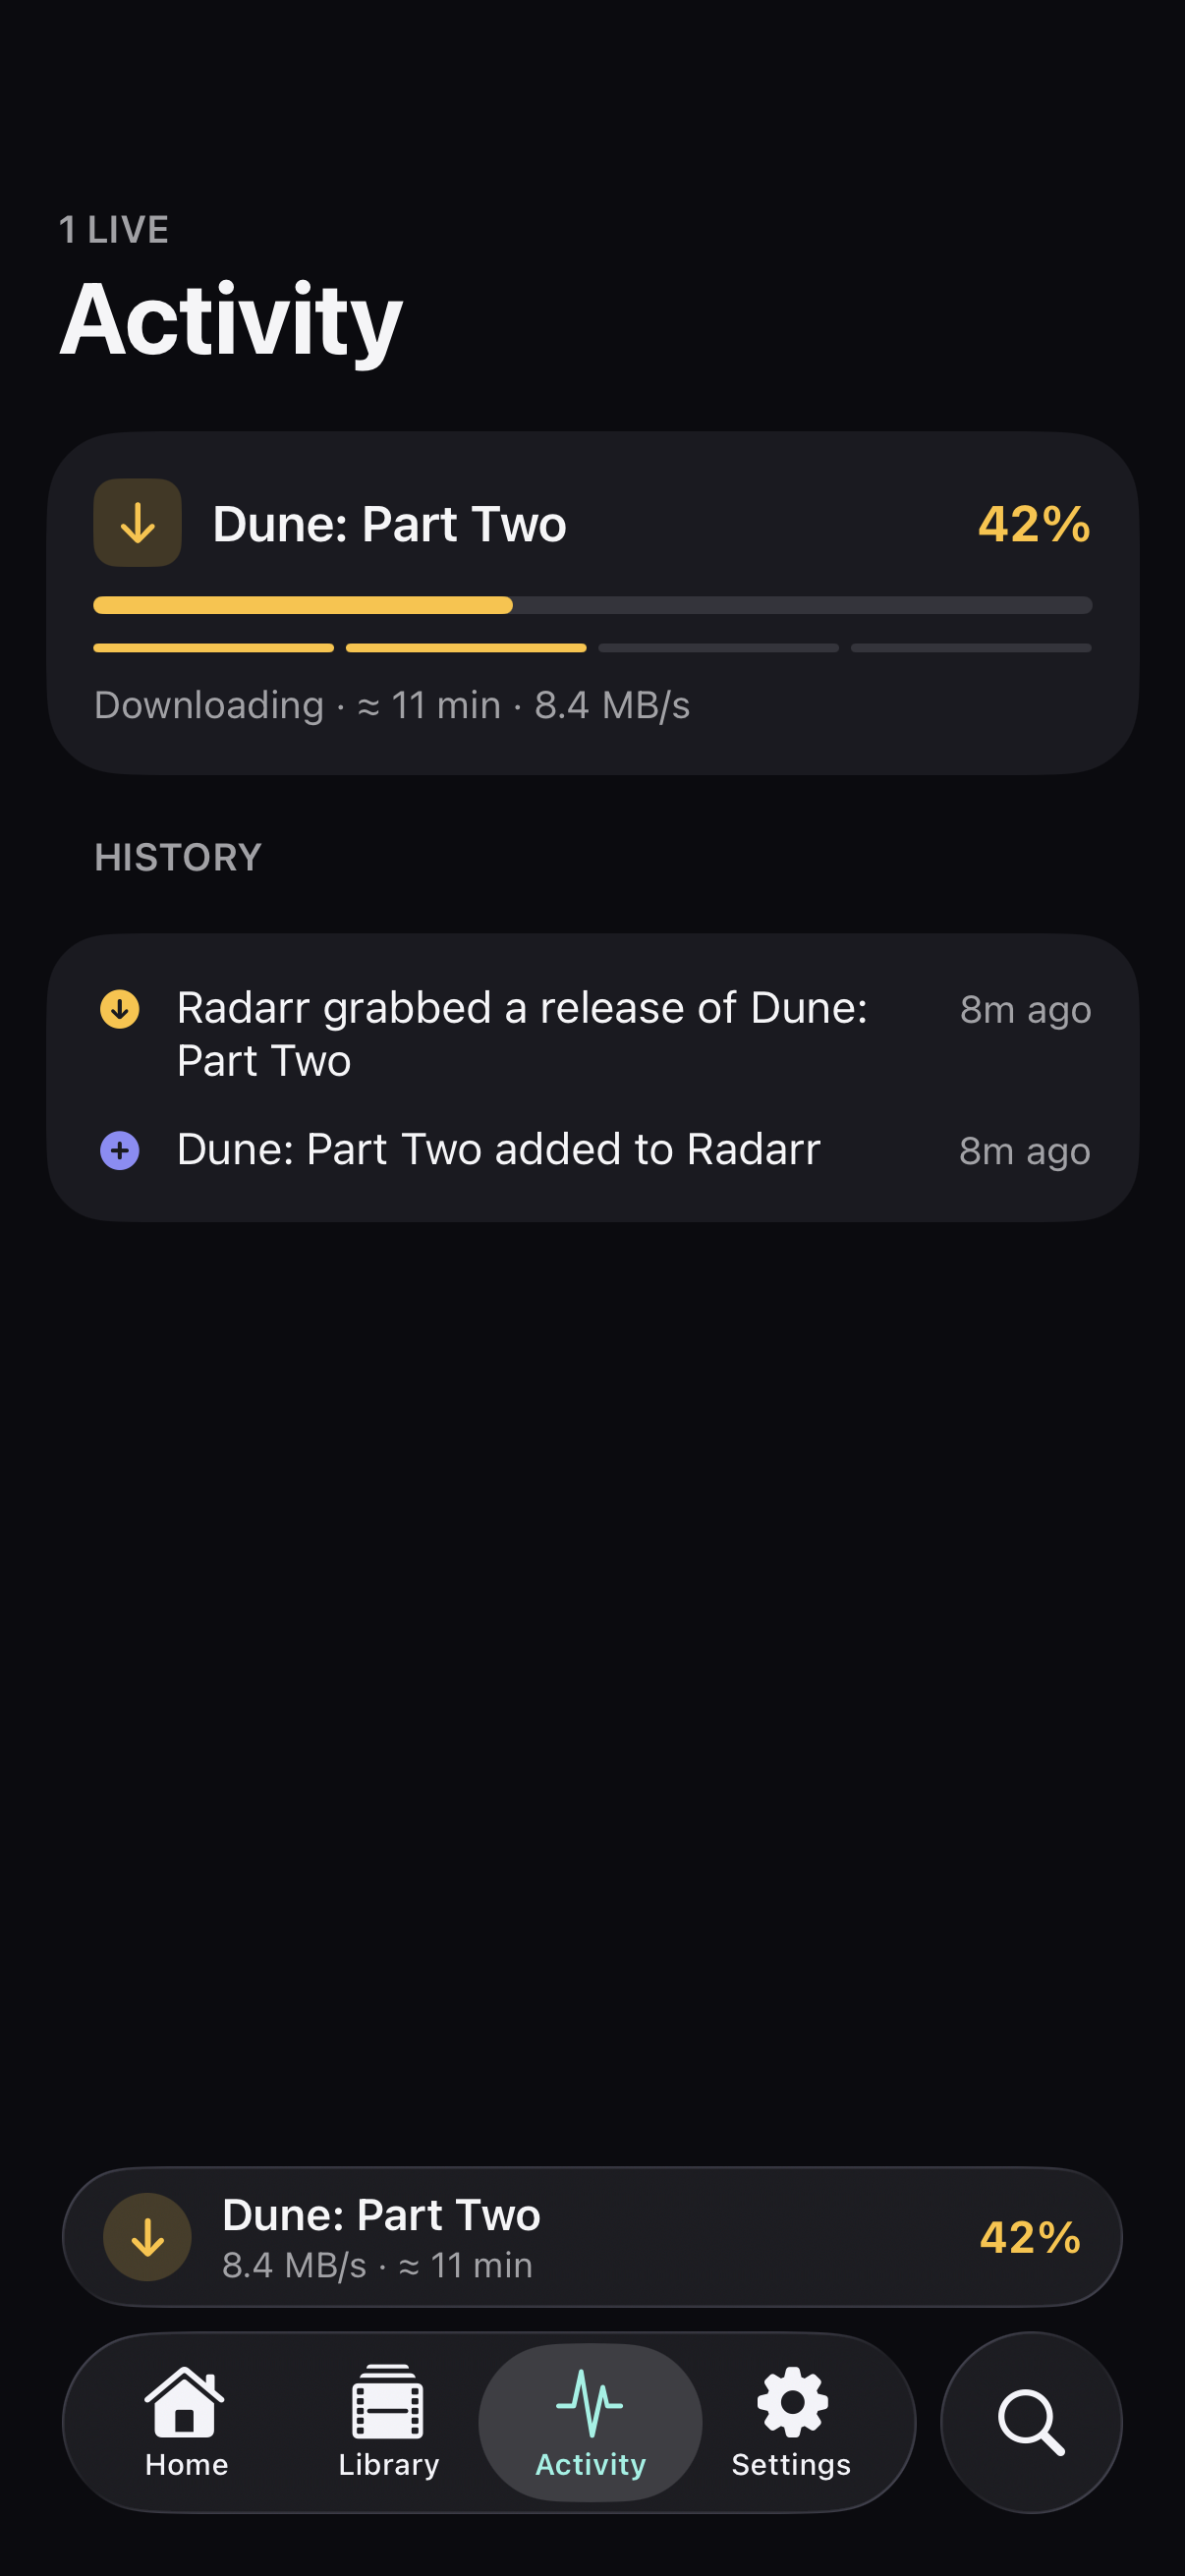 1 LIVE
Activity
Dune: Part Two 42%
Downloading · ≈ 11 min · 8.4 MB/s
HISTORY
Radarr grabbed a release of Dune: 8m ago
Part Two
Dune: Part Two added to Radarr 8m ago
Dune: Part Two
8.4 MB/s · ≈ 11 min
42%
Home Library Activity Settings